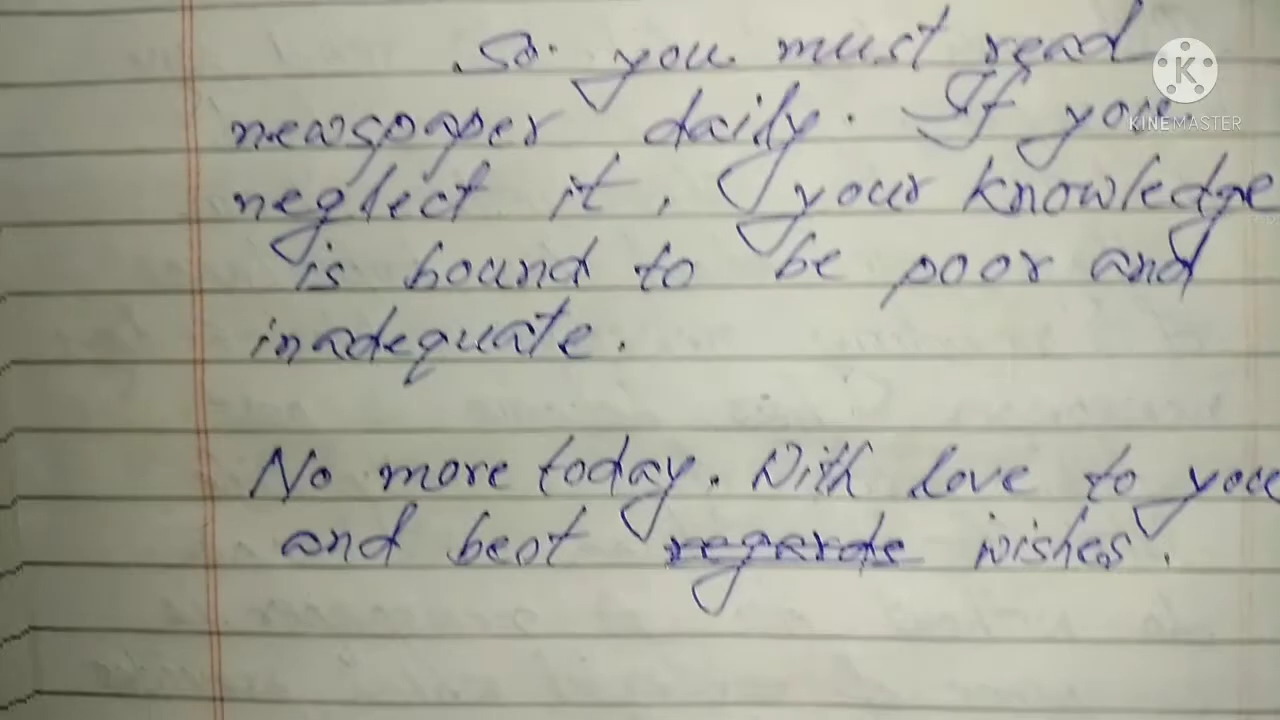 So you must read
newspaper daily. If you
neglect it, your knowledge
is bound to be poor and
inadequate.
No more today. With love to you
and best regards wishes.
KINEMASTER